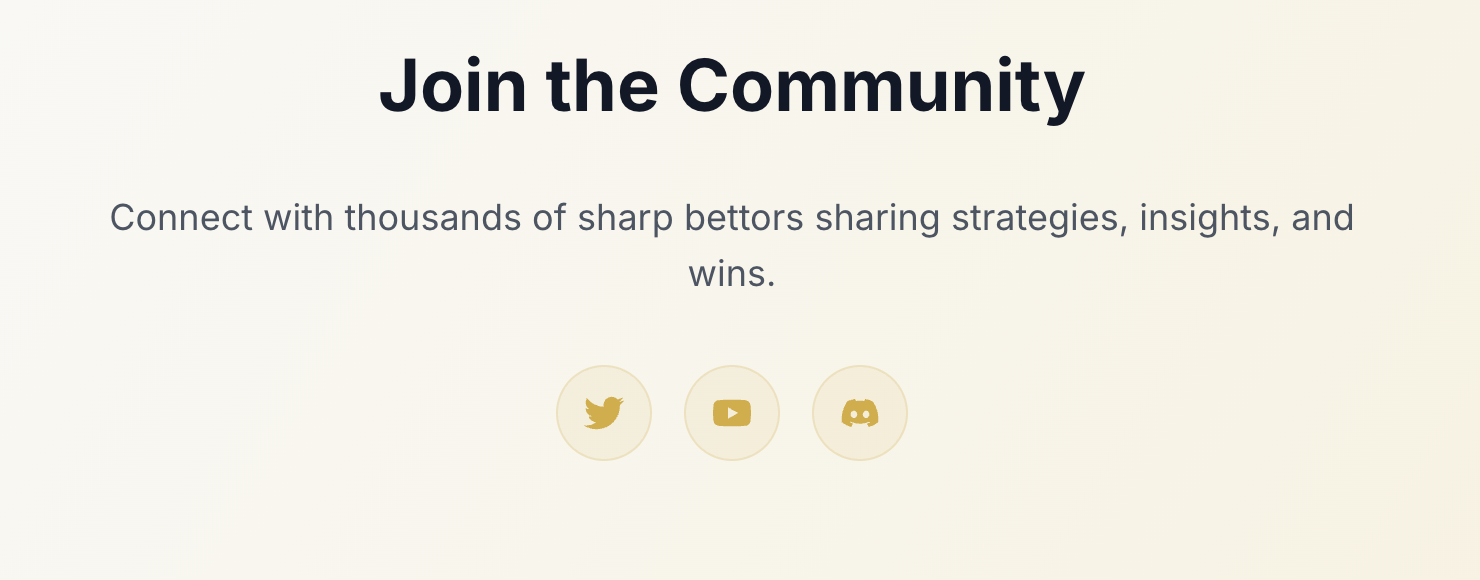 Join the Community
Connect with thousands of sharp bettors sharing strategies, insights, and
wins.